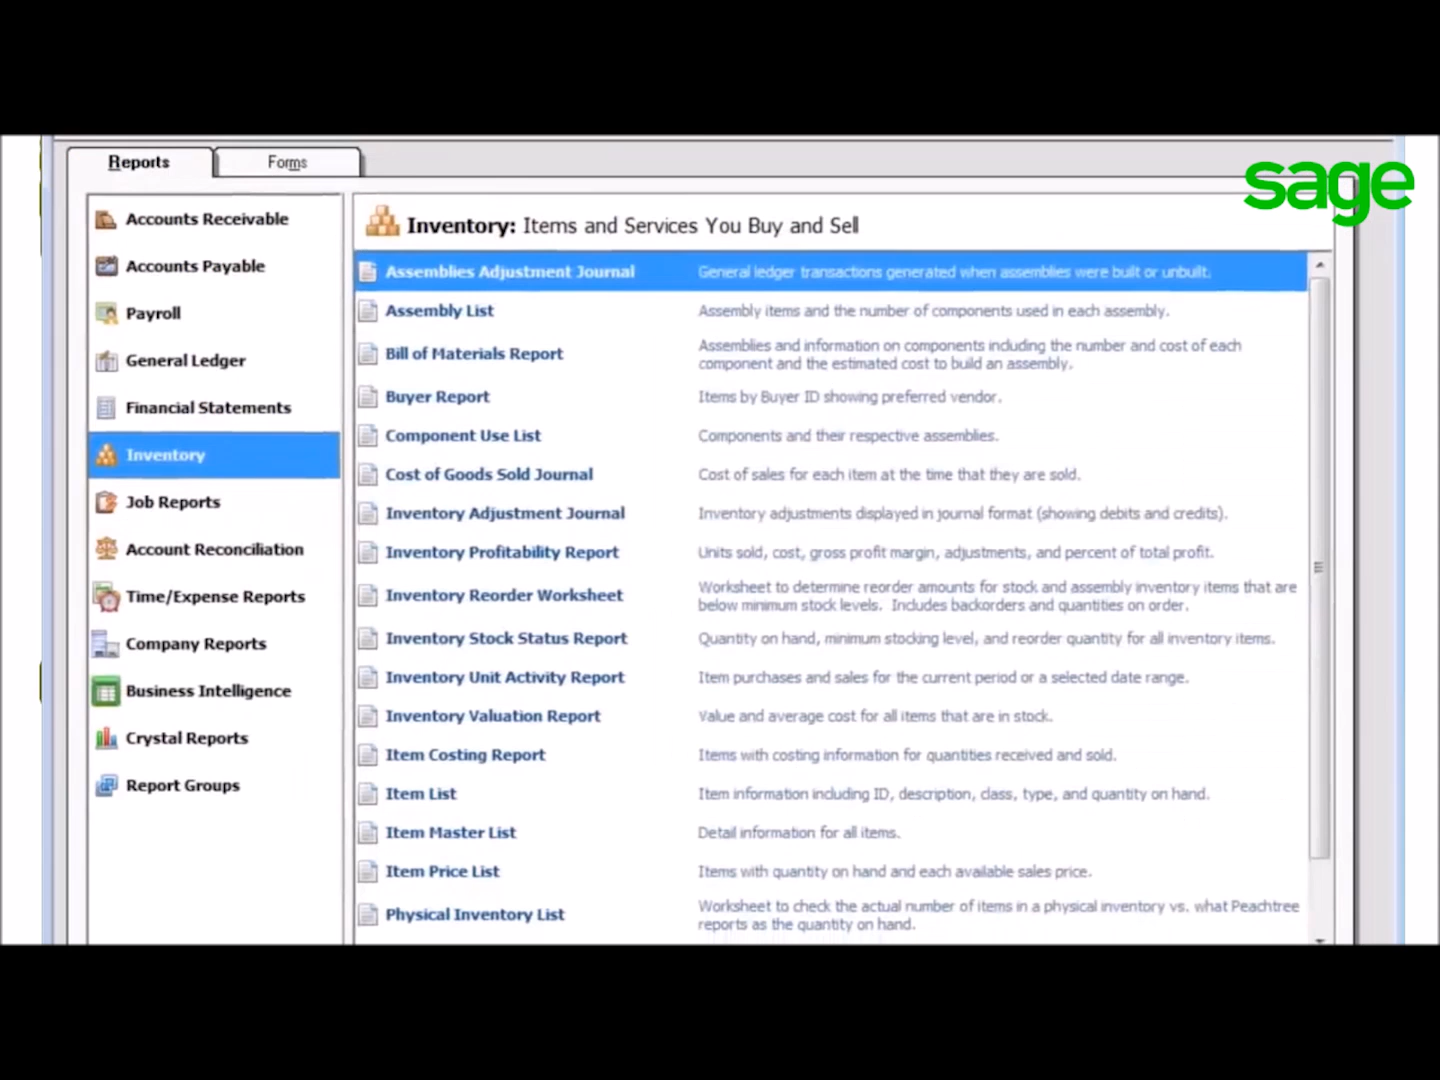 Reports
Forms
sage
Accounts Receivable
Accounts Payable
Payroll
General Ledger
Financial Statements
Inventory
Job Reports
Account Reconciliation
Time/Expense Reports
Company Reports
Business Intelligence
Crystal Reports
Report Groups
Inventory: Items and Services You Buy and Sell
Assemblies Adjustment Journal General ledger transactions generated when assemblies were built or unbuilt.
Assembly List Assembly items and the number of components used in each assembly.
Bill of Materials Report Assemblies and information on components including the number and cost of each
component and the estimated cost to build an assembly.
Buyer Report Items by Buyer ID showing preferred vendor.
Component Use List Components and their respective assemblies.
Cost of Goods Sold Journal Cost of sales for each item at the time that they are sold.
Inventory Adjustment Journal Inventory adjustments displayed in journal format (showing debits and credits).
Inventory Profitability Report Units sold, cost, gross profit margin, adjustments, and percent of total profit.
Inventory Reorder Worksheet Worksheet to determine reorder amounts for stock and assembly inventory items that are
below minimum stock levels. Includes backorders and quantities on order.
Inventory Stock Status Report Quantity on hand, minimum stocking level, and reorder quantity for all inventory items.
Inventory Unit Activity Report Item purchases and sales for the current period or a selected date range.
Inventory Valuation Report Value and average cost for all items that are in stock.
Item Costing Report Items with costing information for quantities received and sold.
Item List Item information including ID, description, class, type, and quantity on hand.
Item Master List Detail information for all items.
Item Price List Items with quantity on hand and each available sales price.
Physical Inventory List Worksheet to check the actual number of items in a physical inventory vs. what Peachtree
reports as the quantity on hand.